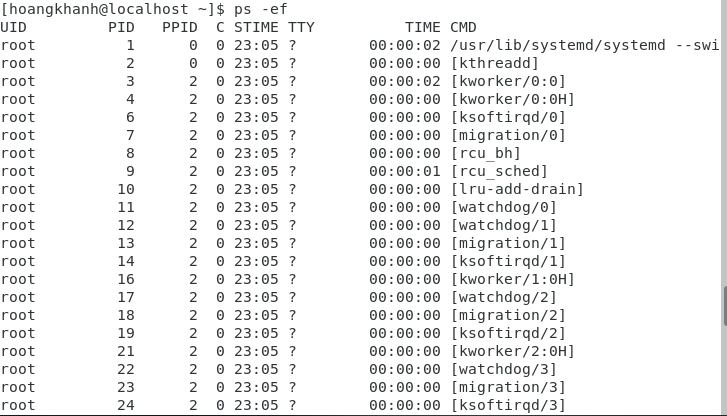 [hoangkhanh@localhost ~]$ ps -ef
UID        PID  PPID  C STIME TTY          TIME CMD
root         1     0  0 23:05 ?        00:00:02 /usr/lib/systemd/systemd --swi
root         2     0  0 23:05 ?        00:00:00 [kthreadd]
root         3     2  0 23:05 ?        00:00:02 [kworker/0:0]
root         4     2  0 23:05 ?        00:00:00 [kworker/0:0H]
root         6     2  0 23:05 ?        00:00:00 [ksoftirqd/0]
root         7     2  0 23:05 ?        00:00:00 [migration/0]
root         8     2  0 23:05 ?        00:00:00 [rcu_bh]
root         9     2  0 23:05 ?        00:00:01 [rcu_sched]
root        10     2  0 23:05 ?        00:00:00 [lru-add-drain]
root        11     2  0 23:05 ?        00:00:00 [watchdog/0]
root        12     2  0 23:05 ?        00:00:00 [watchdog/1]
root        13     2  0 23:05 ?        00:00:00 [migration/1]
root        14     2  0 23:05 ?        00:00:00 [ksoftirqd/1]
root        16     2  0 23:05 ?        00:00:00 [kworker/1:0H]
root        17     2  0 23:05 ?        00:00:00 [watchdog/2]
root        18     2  0 23:05 ?        00:00:00 [migration/2]
root        19     2  0 23:05 ?        00:00:00 [ksoftirqd/2]
root        21     2  0 23:05 ?        00:00:00 [kworker/2:0H]
root        22     2  0 23:05 ?        00:00:00 [watchdog/3]
root        23     2  0 23:05 ?        00:00:00 [migration/3]
root        24     2  0 23:05 ?        00:00:00 [ksoftirqd/3]